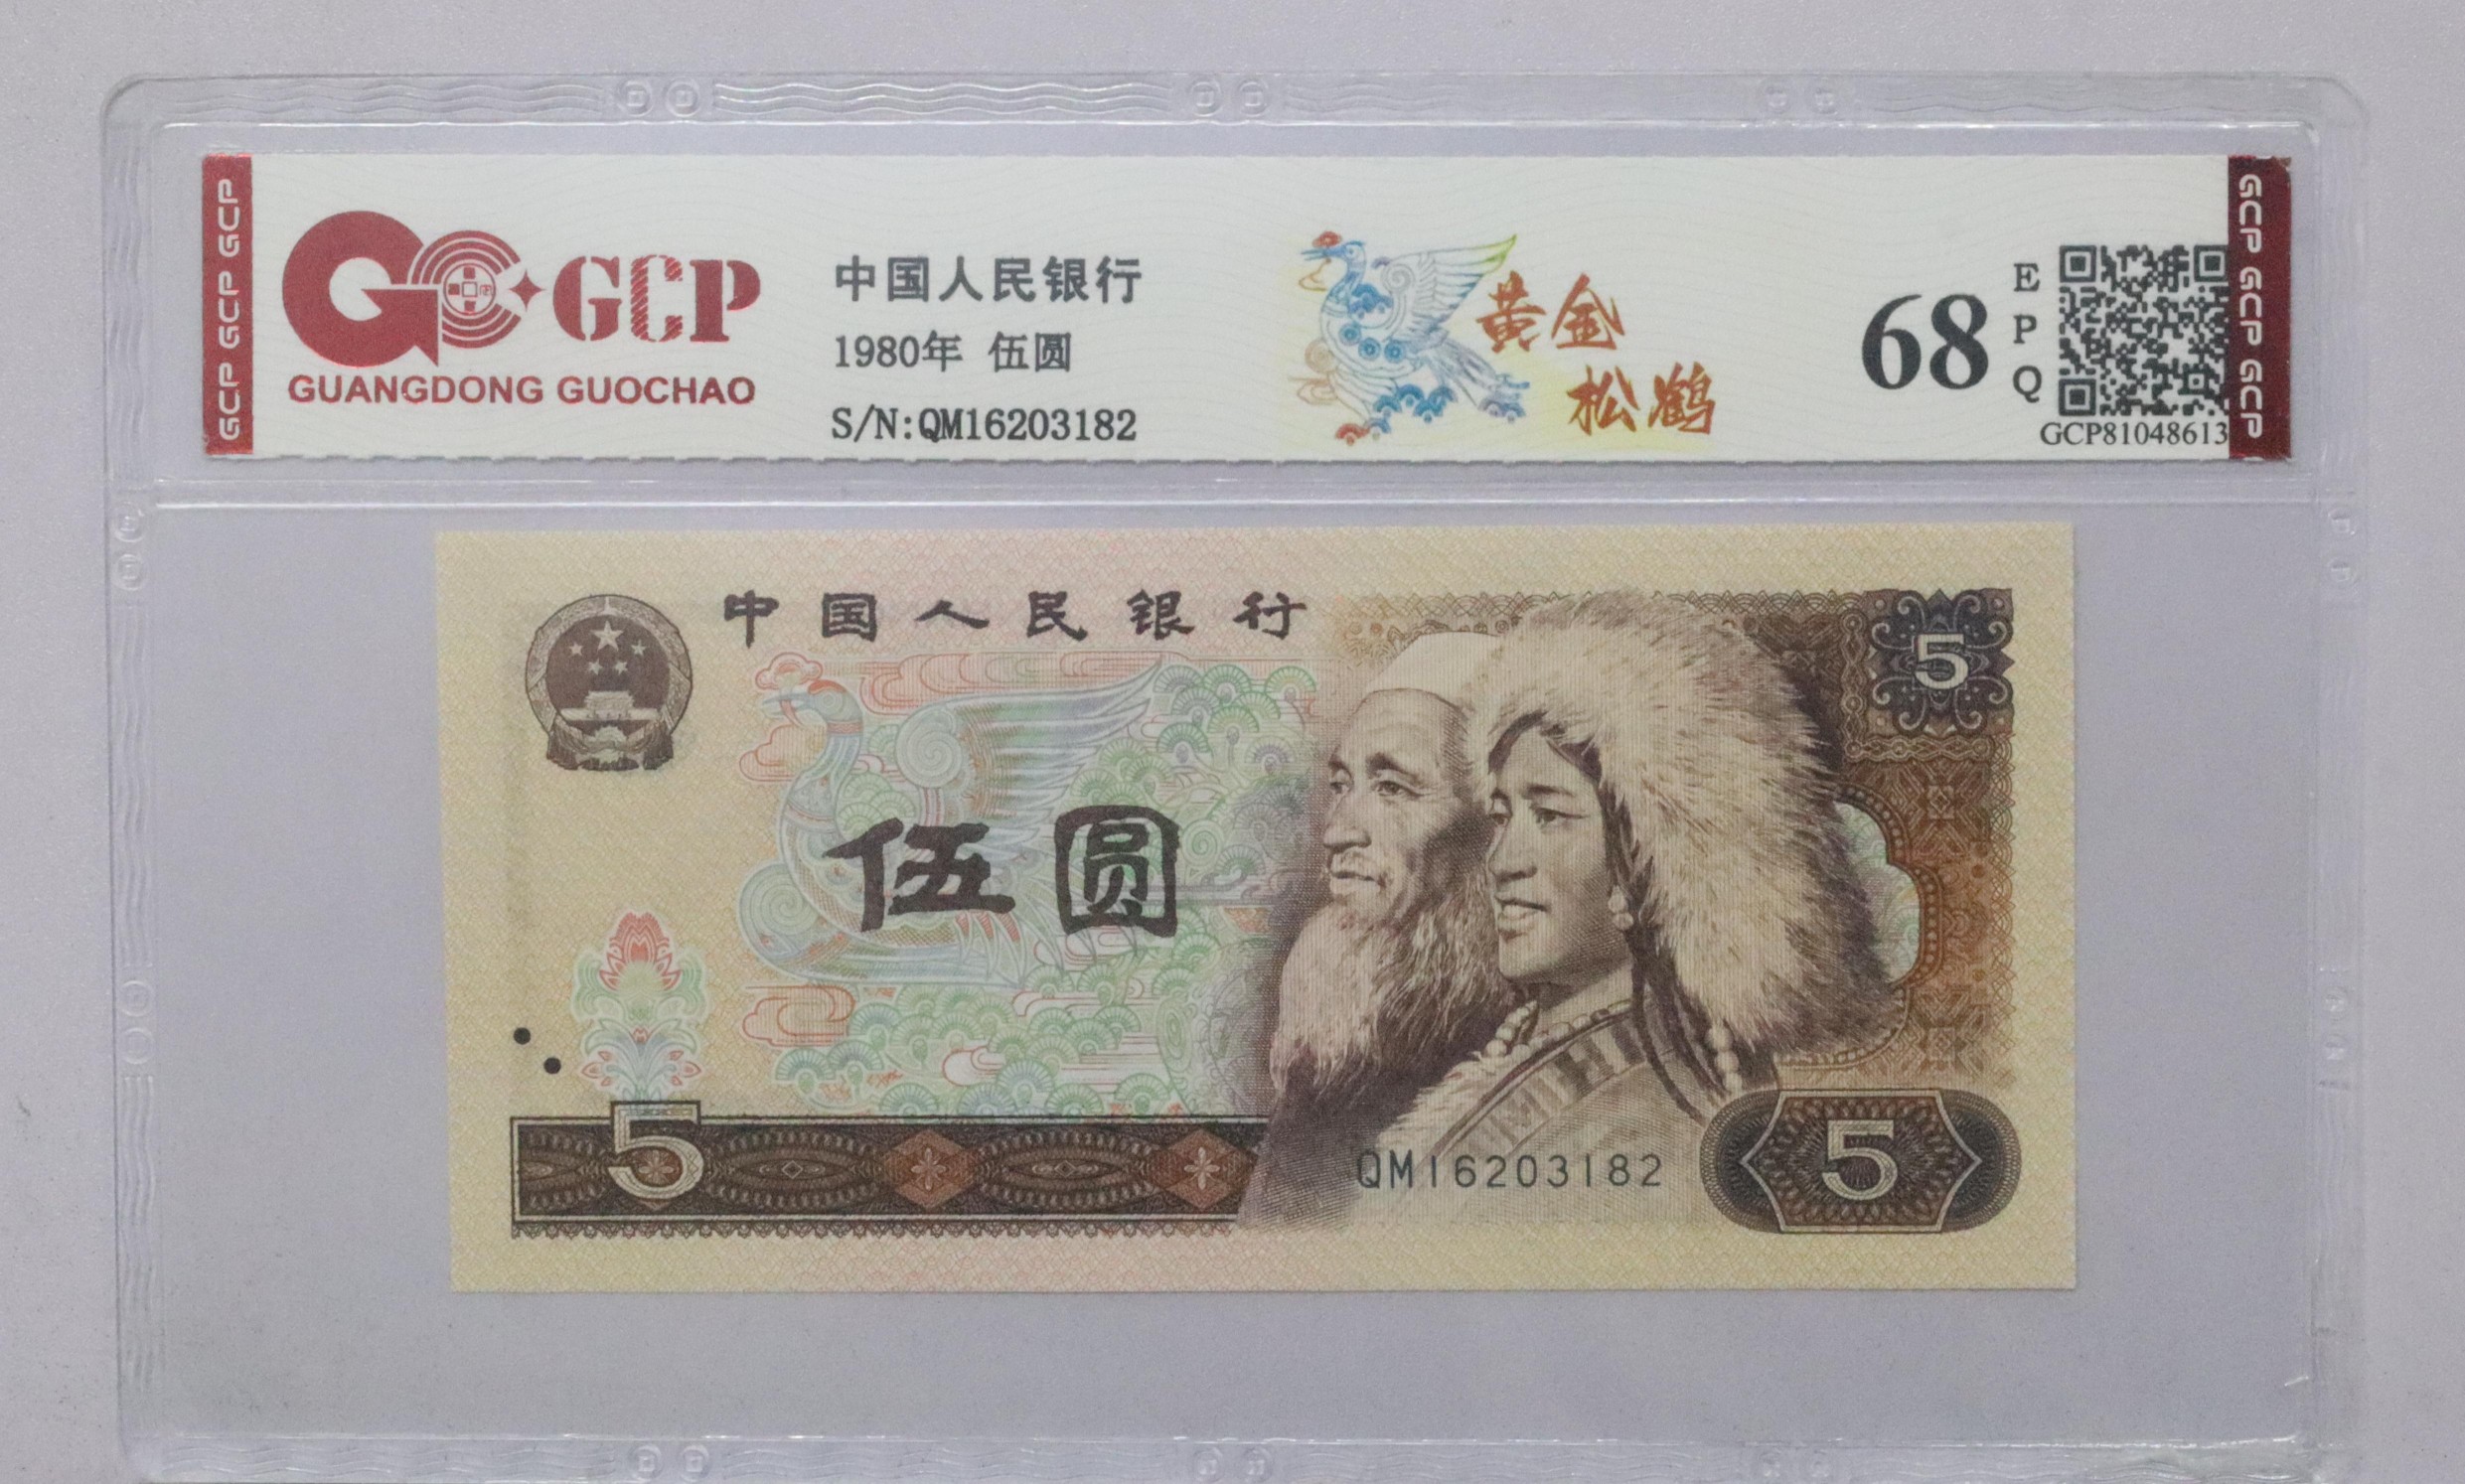 GCP GCP GCP
GCP
GUANGDONG GUOCHAO
中国人民银行
1980年 伍圆
S/N:QM16203182
黄金
松鹤
68
E
P
Q
GCP81048613
GCP GCP GCP
中国人民银行
5
伍圆
5
QM16203182
5